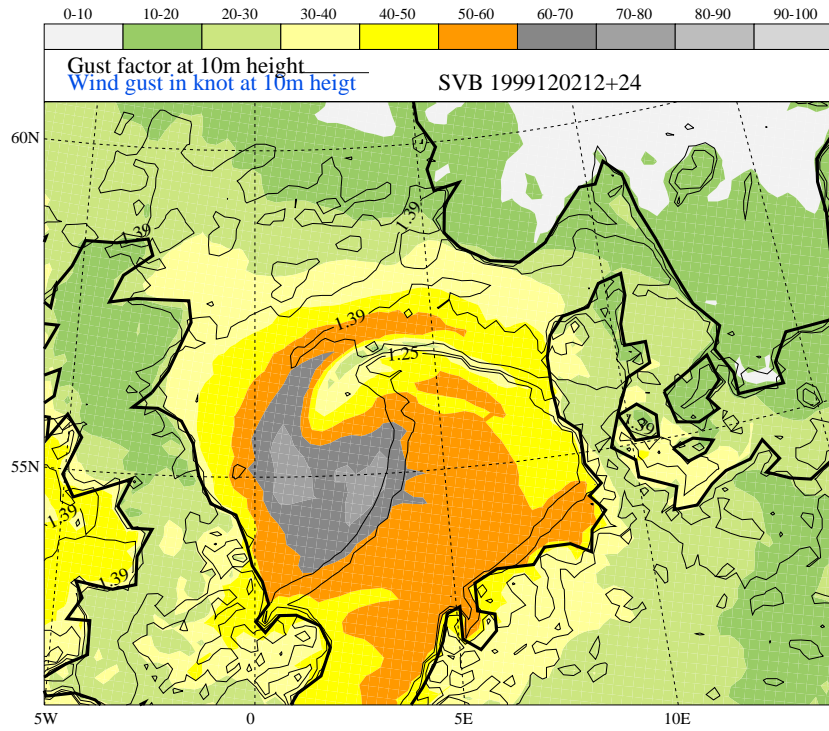 0-10 10-20 20-30 30-40 40-50 50-60 60-70 70-80 80-90 90-100
Gust factor at 10m height
Wind gust in knot at 10m heigt SVB 1999120212+24
60N
1.39
1.39
1.39
1.25
1.39
55N
1.39
1.39
5W 0 5E 10E